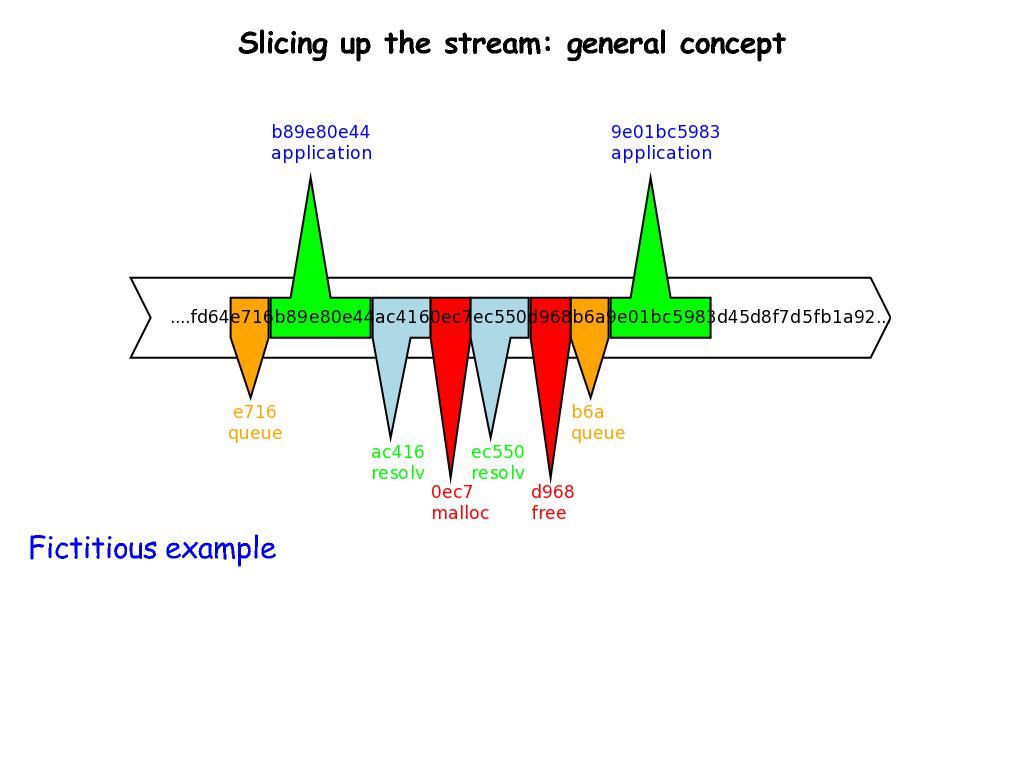 Slicing up the stream: general concept
b89e80e44
application
9e01bc5983
application
....fd64e716b89e80e44ac4160ec7ec550d968b6a9e01bc5983d45d8f7d5fb1a92...
e716
queue
b6a
queue
ac416
resolv
ec550
resolv
0ec7
malloc
d968
free
Fictitious example